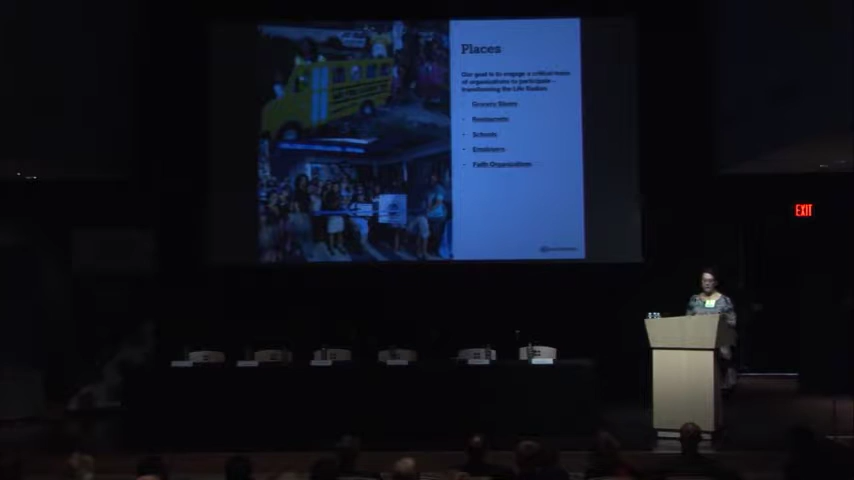 Places
Our goal is to engage a critical mass
of organizations to participate –
transforming the Life Radius
- Grocery Stores
- Restaurants
- Schools
- Employers
- Faith Organizations
EXIT